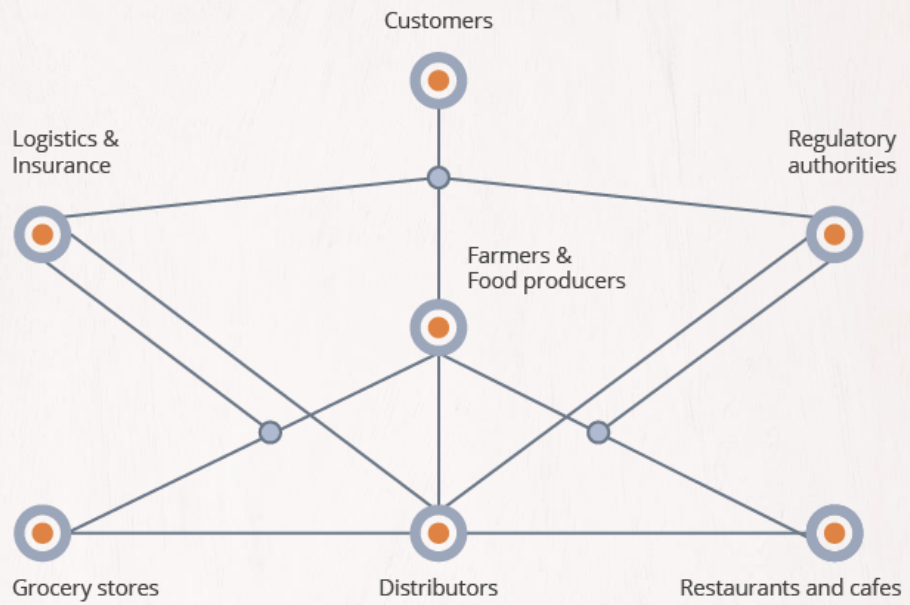 Customers
Logistics &
Insurance
Regulatory
authorities
Farmers &
Food producers
Grocery stores
Distributors
Restaurants and cafes